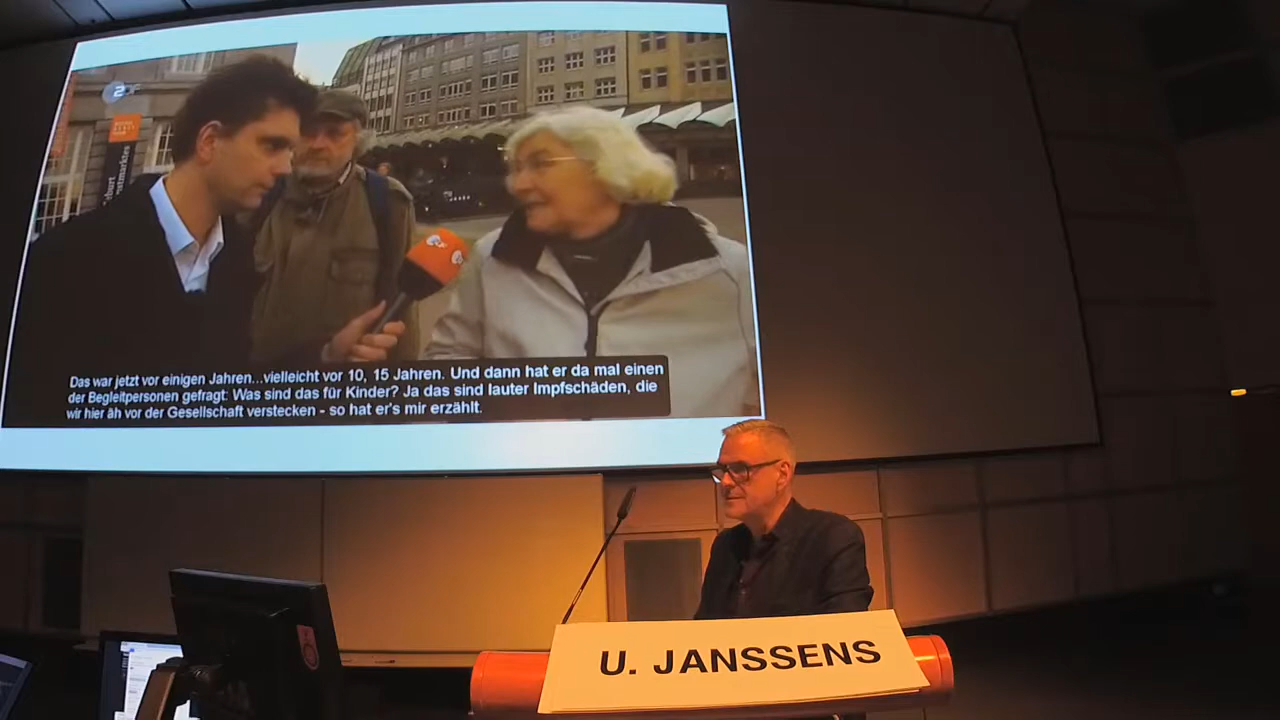 2DF
Das war jetzt vor einigen Jahren...vielleicht vor 10, 15 Jahren. Und dann hat er da mal einen
der Begleitpersonen gefragt: Was sind das für Kinder? Ja das sind lauter Impfschäden, die
wir hier äh vor der Gesellschaft verstecken - so hat er's mir erzählt.
U. JANSSENS